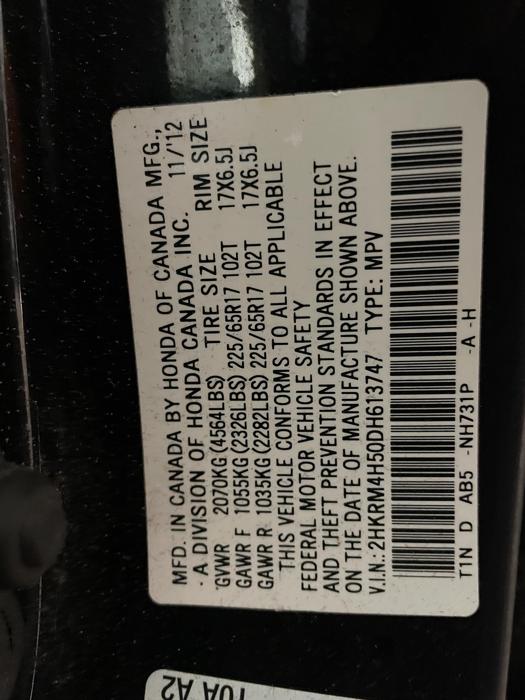 MFD. IN CANADA BY HONDA OF CANADA MFG.,
A DIVISION OF HONDA CANADA INC. 11/'12
GVWR 2070KG(4564LBS) TIRE SIZE RIM SIZE
GAWR F 1055KG(2326LBS) 225/65R17 102T 17X6.5J
GAWR R 1035KG(2282LBS) 225/65R17 102T 17X6.5J
THIS VEHICLE CONFORMS TO ALL APPLICABLE
FEDERAL MOTOR VEHICLE SAFETY
AND THEFT PREVENTION STANDARDS IN EFFECT
ON THE DATE OF MANUFACTURE SHOWN ABOVE.
V.I.N.: 2HKRM4H50DH613747 TYPE: MPV
T1N D AB5 -NH731P -A -H
T0A A2